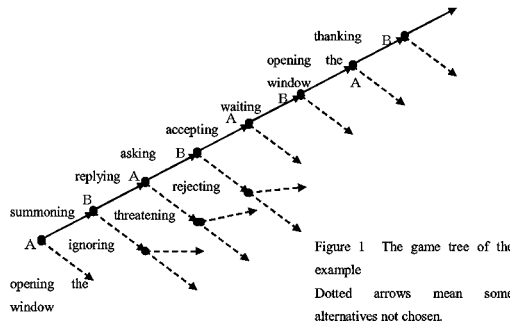 thanking
B
opening the
window
A
B
waiting
A
accepting
B
asking
A
rejecting
replying
B
threatening
summoning
A
ignoring
opening the
window
Figure 1 The game tree of the
example
Dotted arrows mean some
alternatives not chosen.